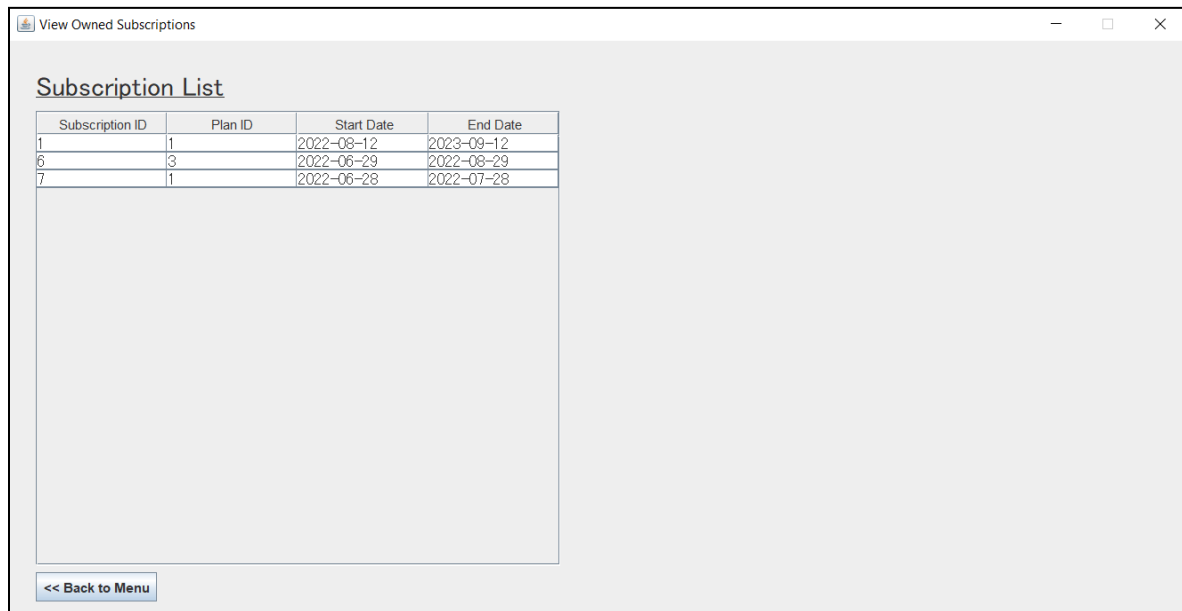 View Owned Subscriptions
Subscription List
Subscription ID Plan ID Start Date End Date
1 1 2022-08-12 2023-09-12
6 3 2022-06-29 2022-08-29
7 1 2022-06-28 2022-07-28
<< Back to Menu